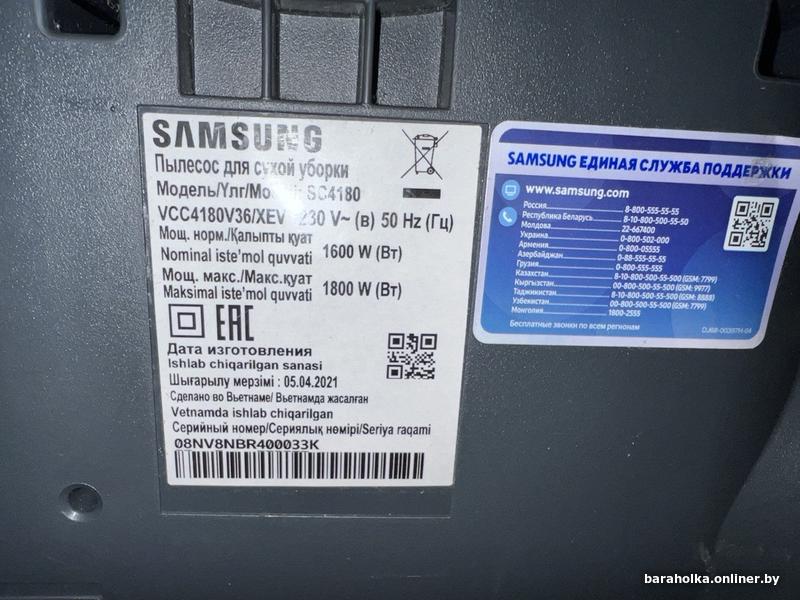 SAMSUNG
Пылесос для сухой уборки
Модель/Үлг/Mo SC4180
VCC4180V36/XEV 230 V~ (в) 50 Hz (Гц)
Мощ. норм./Қалыпты қуат
Nominal iste'mol quvvati 1600 W (Вт)
Мощ. макс./Макс.қуат
Maksimal iste'mol quvvati 1800 W (Вт)
EAC
Дата изготовления
Ishlab chiqarilgan sanasi
Шығарылу мерзімі : 05.04.2021
Сделано во Вьетнаме/ Вьетнамда жасалған
Vetnamda ishlab chiqarilgan
Серийный номер/Сериялық нөмірі/Seriya raqami
08NV8NBR400033K
SAMSUNG ЕДИНАЯ СЛУЖБА ПОДДЕРЖКИ
www.samsung.com
Россия 8-800-555-55-55
Республика Беларусь 8-10-800-500-55-50
Молдова 22-667400
Украина 0-800-502-000
Армения 0-800-05555
Азербайджан 0-88-555-55-55
Грузия 0-800-555-555
Казахстан 8-10-800-500-55-500 (GSM: 7799)
Кыргызстан 00-800-500-55-500 (GSM: 9977)
Таджикистан 8-10-800-500-55-500 (GSM: 8888)
Узбекистан 00-800-500-55-500 (GSM: 7799)
Монголия 1800-2555
Бесплатные звонки по всем регионам
baraholka.onliner.by